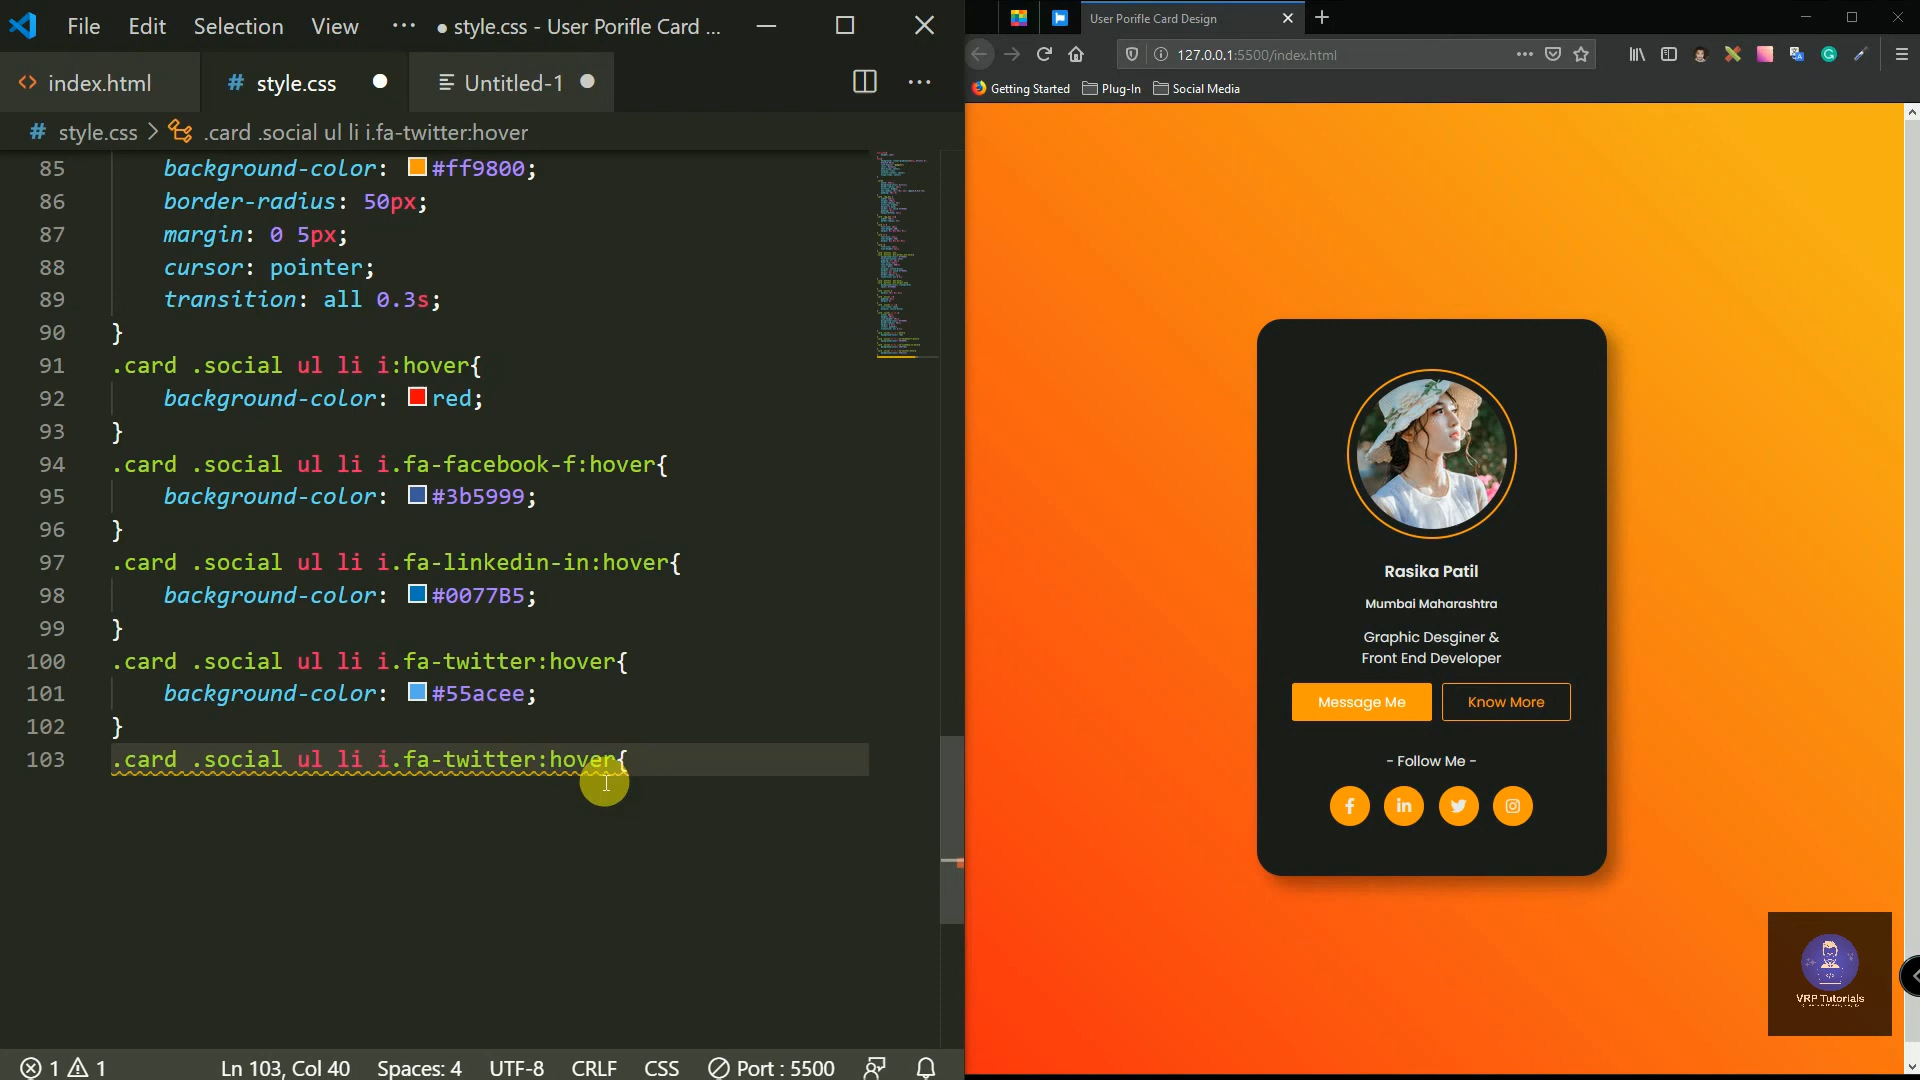 File Edit Selection View ··· ● style.css - User Porifle Card ...
index.html # style.css ● Untitled-1 ●
# style.css > .card .social ul li i.fa-twitter:hover
85 background-color: #ff9800;
86 border-radius: 50px;
87 margin: 0 5px;
88 cursor: pointer;
89 transition: all 0.3s;
90 }
91 .card .social ul li i:hover{
92 background-color: red;
93 }
94 .card .social ul li i.fa-facebook-f:hover{
95 background-color: #3b5999;
96 }
97 .card .social ul li i.fa-linkedin-in:hover{
98 background-color: #0077B5;
99 }
100 .card .social ul li i.fa-twitter:hover{
101 background-color: #55acee;
102 }
103 .card .social ul li i.fa-twitter:hover{
1 1 Ln 103, Col 40 Spaces: 4 UTF-8 CRLF CSS Port : 5500
User Porifle Card Design
127.0.0.1:5500/index.html
Getting Started Plug-In Social Media
Rasika Patil
Mumbai Maharashtra
Graphic Desginer &
Front End Developer
Message Me Know More
- Follow Me -
VRP Tutorials